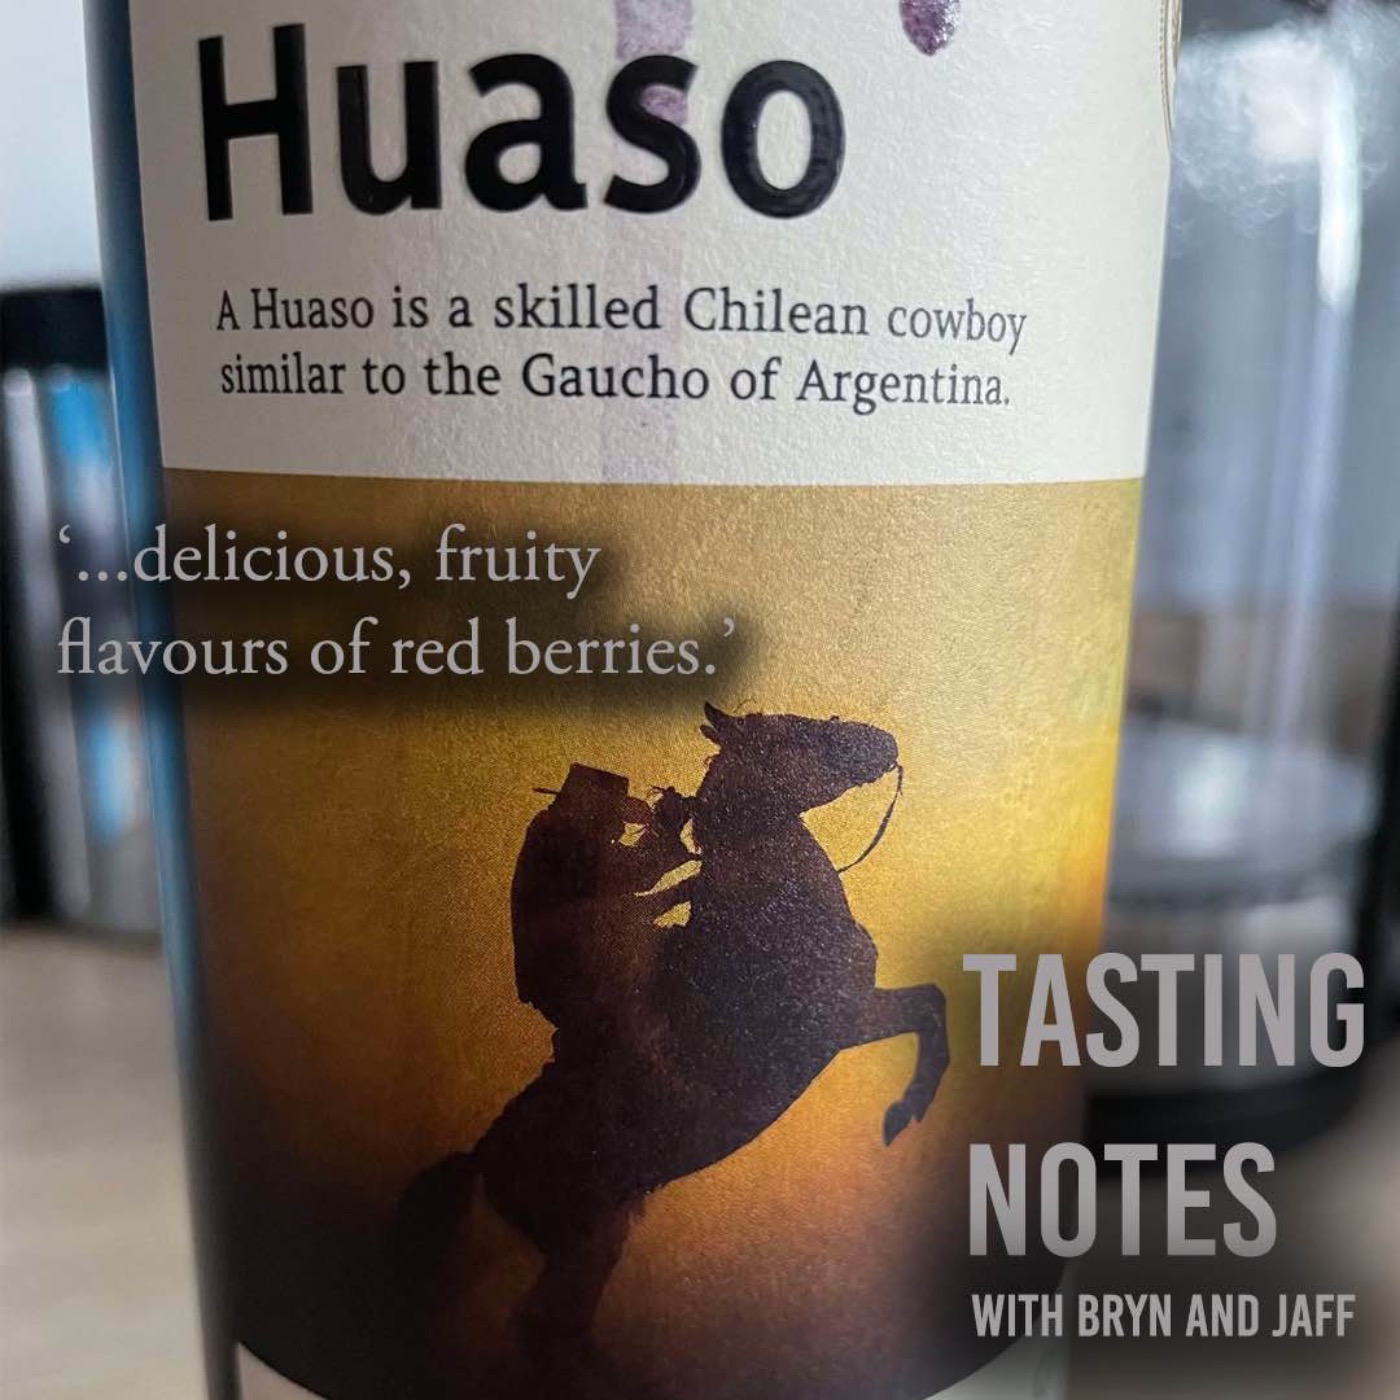 Huaso
A Huaso is a skilled Chilean cowboy
similar to the Gaucho of Argentina.
‘...delicious, fruity
flavours of red berries.’
TASTING
NOTES
WITH BRYN AND JAFF